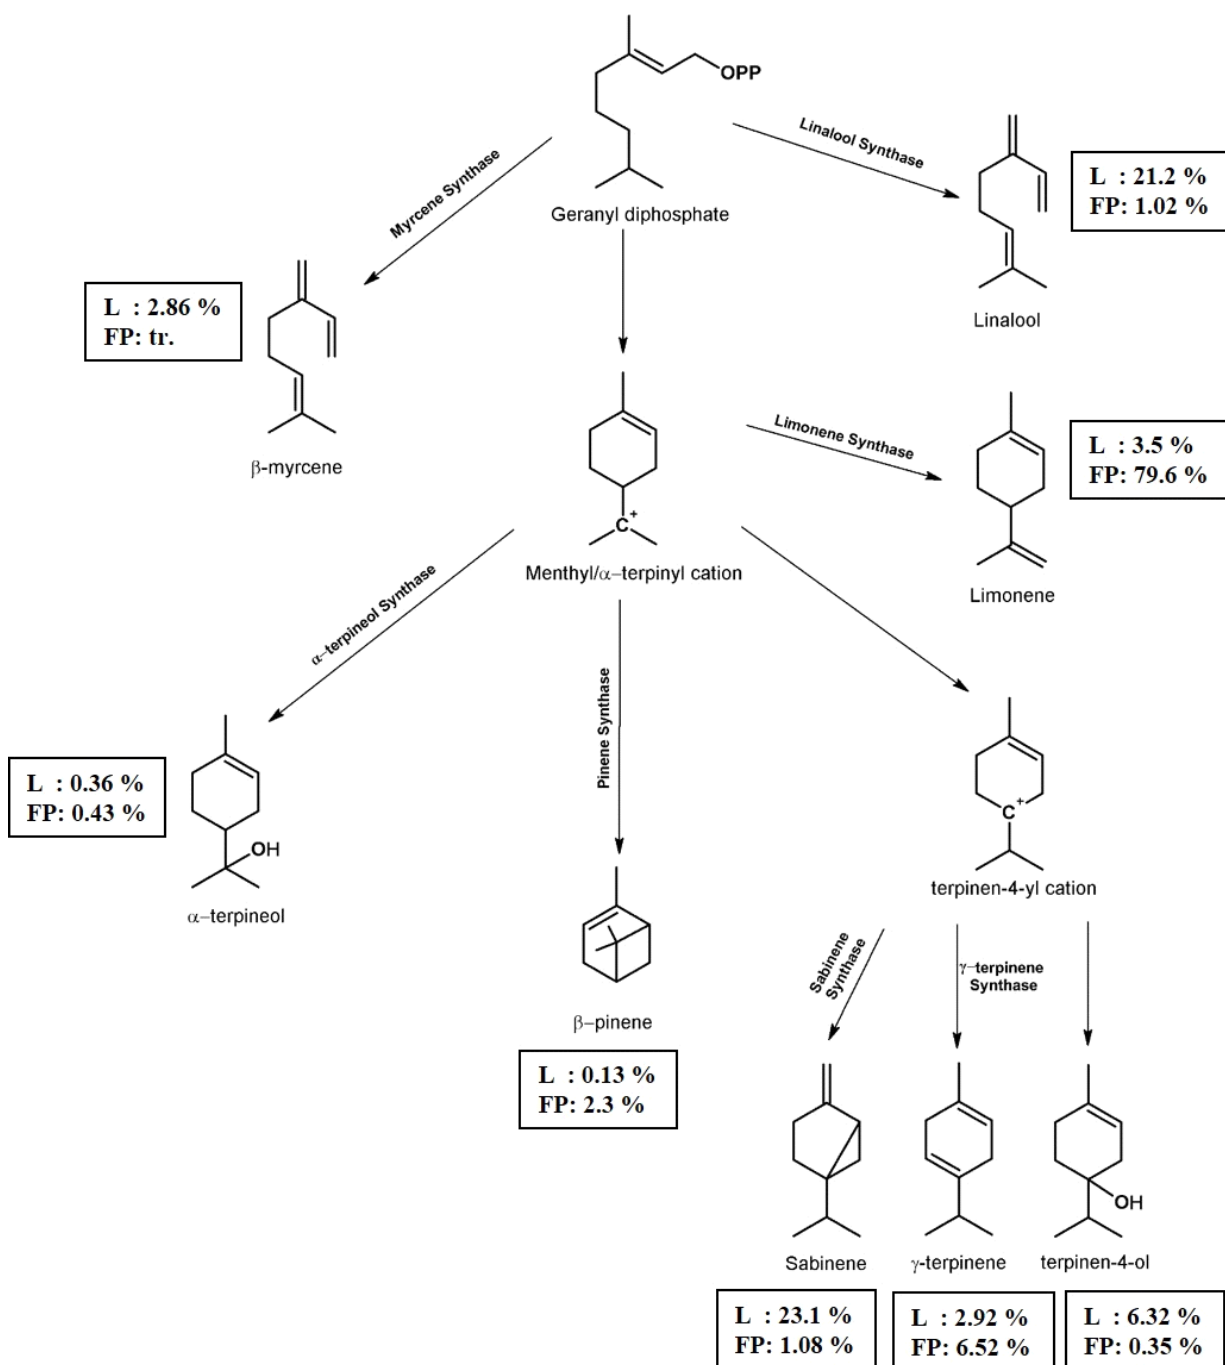 OPP
Geranyl diphosphate
Myrcene Synthase
Linalool Synthase
L : 21.2 %
FP: 1.02 %
Linalool
L : 2.86 %
FP: tr.
β-myrcene
Limonene Synthase
L : 3.5 %
FP: 79.6 %
Limonene
C+
Menthyl/α–terpinyl cation
α–terpineol Synthase
Pinene Synthase
L : 0.36 %
FP: 0.43 %
OH
α–terpineol
C+
terpinen-4-yl cation
β–pinene
L : 0.13 %
FP: 2.3 %
Sabinene
Synthase
γ–terpinene
Synthase
OH
Sabinene
γ-terpinene
terpinen-4-ol
L : 23.1 %
FP: 1.08 %
L : 2.92 %
FP: 6.52 %
L : 6.32 %
FP: 0.35 %